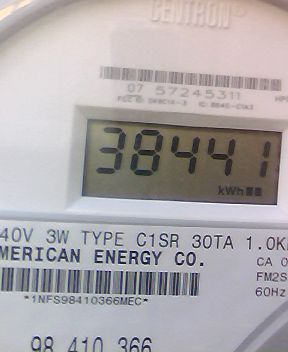 CENTRON®
07 57245311
38441
kWh
40V 3W TYPE C1SR 30TA 1.0K
MERICAN ENERGY CO.
CA 0
FM2S
60Hz
*1NFS98410366MEC*
98 410 366